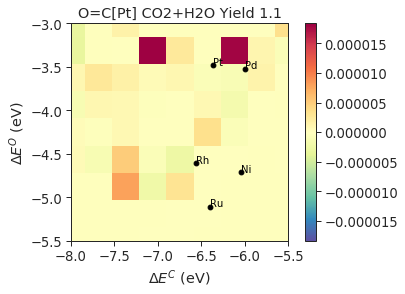 O=C[Pt] CO2+H2O Yield 1.1
−3.0
−3.5
−4.0
−4.5
−5.0
−5.5
ΔE^O (eV)
Pt
Pd
Rh
Ni
Ru
−8.0 −7.5 −7.0 −6.5 −6.0 −5.5
ΔE^C (eV)
0.000015
0.000010
0.000005
0.000000
−0.000005
−0.000010
−0.000015